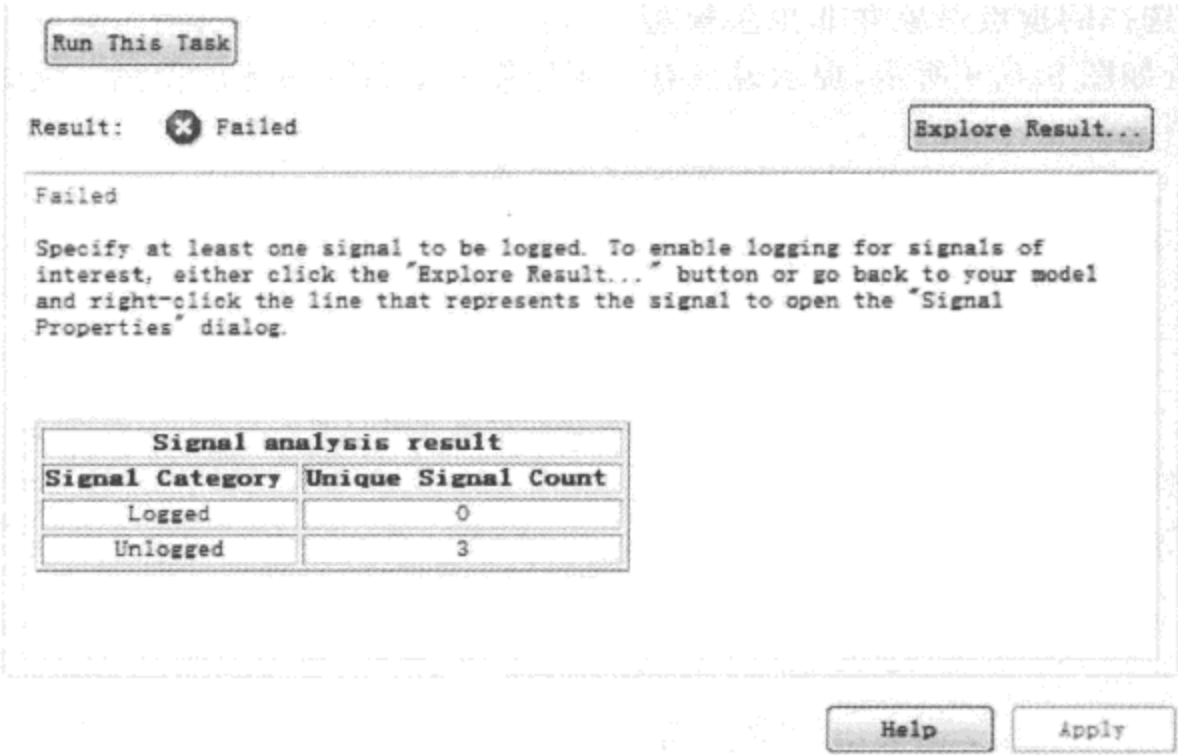 Run This Task
Result: Failed
Explore Result...
Failed
Specify at least one signal to be logged. To enable logging for signals of
interest, either click the "Explore Result..." button or go back to your model
and right-click the line that represents the signal to open the "Signal
Properties" dialog.
Signal analysis result
Signal Category Unique Signal Count
Logged 0
Unlogged 3
Help
Apply